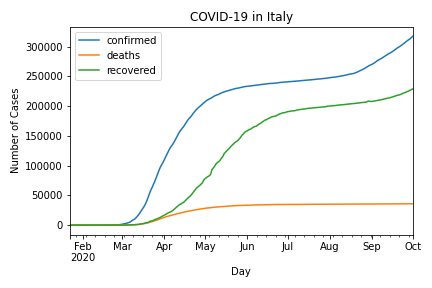 COVID-19 in Italy
confirmed
deaths
recovered
Number of Cases
300000
250000
200000
150000
100000
50000
0
Feb Mar Apr May Jun Jul Aug Sep Oct
2020
Day